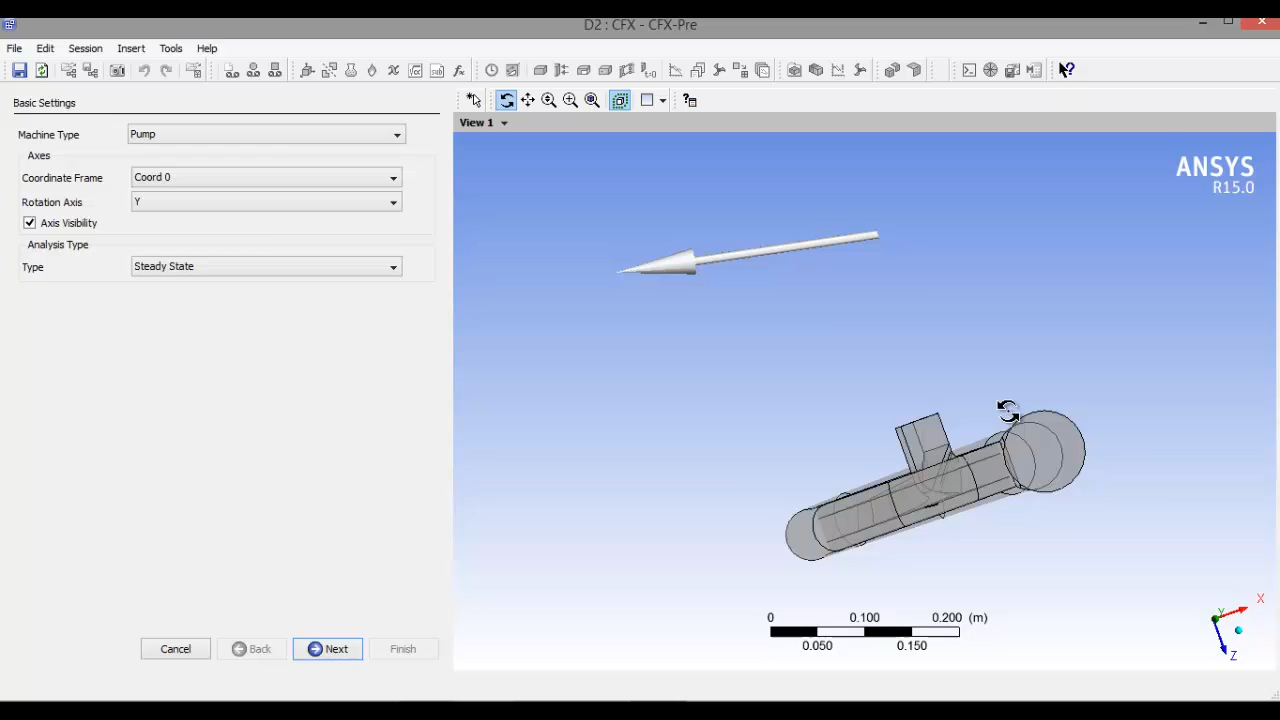 D2 : CFX - CFX-Pre
File Edit Session Insert Tools Help
Basic Settings
Machine Type Pump
Axes
Coordinate Frame Coord 0
Rotation Axis Y
Axis Visibility
Analysis Type
Type Steady State
Cancel Back Next Finish
View 1
ANSYS
R15.0
0 0.100 0.200 (m)
0.050 0.150
Y X
Z